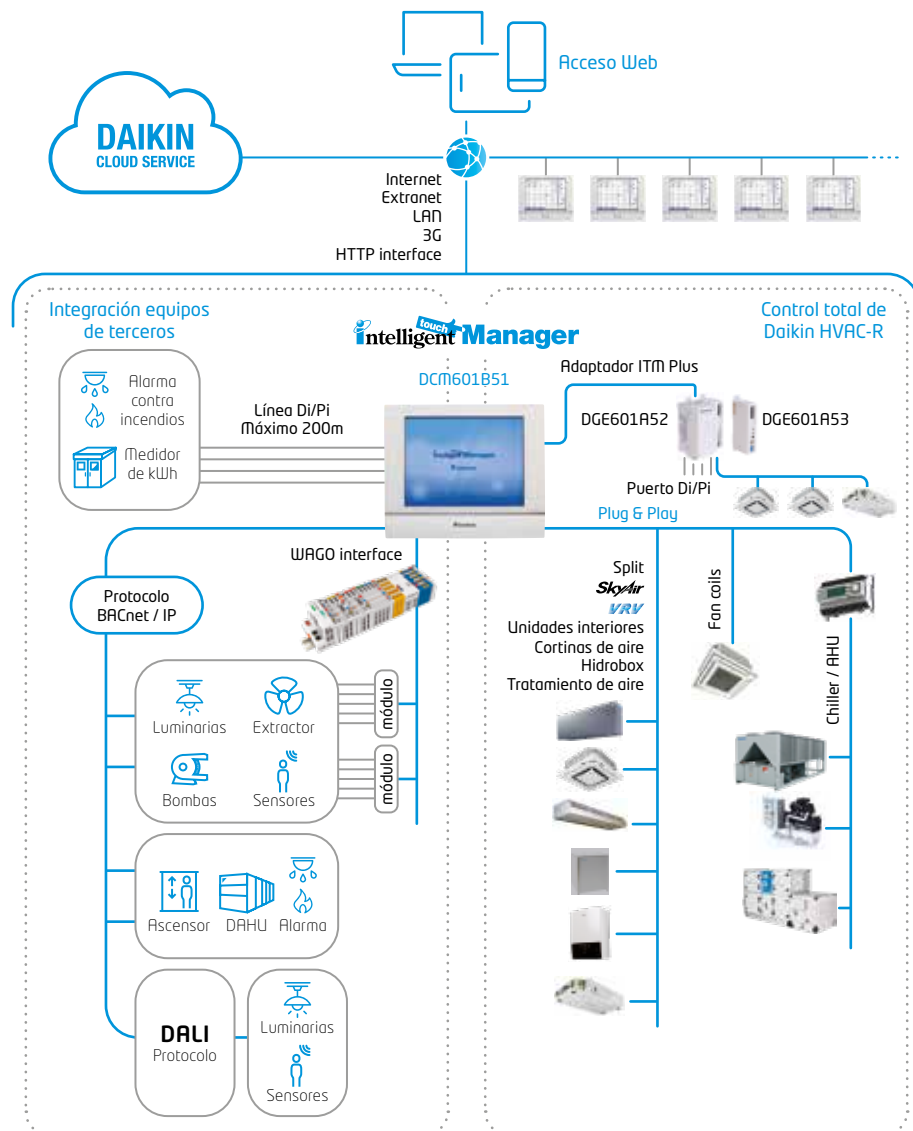 Acceso Web
DAIKIN
CLOUD SERVICE
Internet
Extranet
LAN
3G
HTTP interface
Integración equipos
de terceros
Control total de
Daikin HVAC-R
intelligent touch Manager
DCM601B51
Alarma
contra
incendios
Medidor
de kWh
Línea Di/Pi
Máximo 200m
Adaptador ITM Plus
DGE601A52
DGE601A53
Puerto Di/Pi
Plug & Play
WAGO interface
Protocolo
BACnet / IP
Split
SkyAir
VRV
Unidades interiores
Cortinas de aire
Hidrobox
Tratamiento de aire
Fan coils
Chiller / AHU
Luminarias
Extractor
módulo
Bombas
Sensores
módulo
Ascensor
DAHU
Alarma
DALI
Protocolo
Luminarias
Sensores